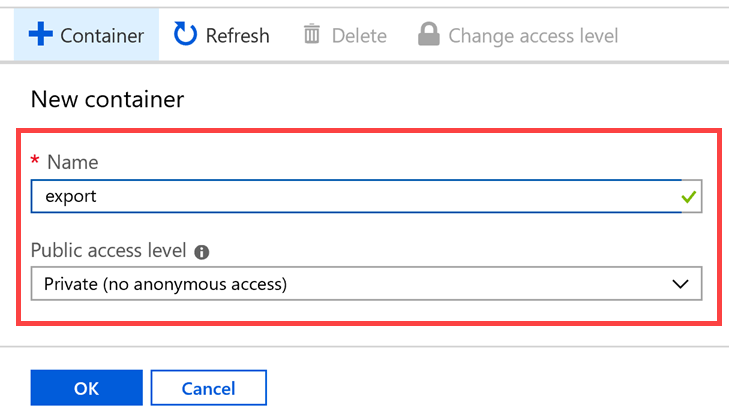 Container Refresh Delete Change access level
New container
* Name
export
Public access level
Private (no anonymous access)
OK Cancel